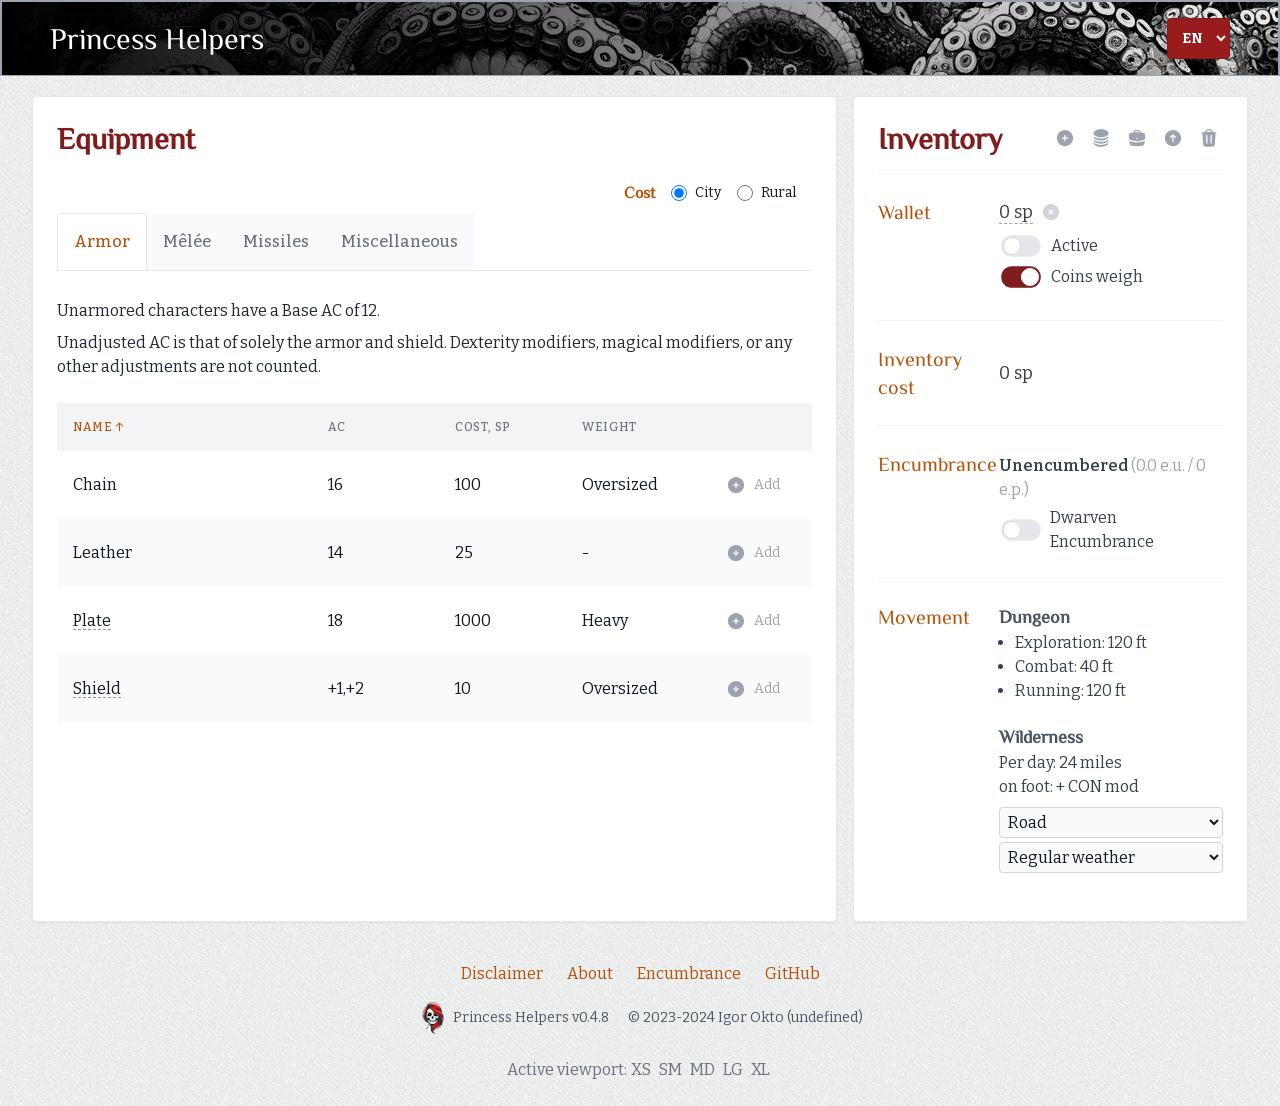 Princess Helpers
EN
Equipment
Cost City Rural
Armor Mêlée Missiles Miscellaneous
Unarmored characters have a Base AC of 12.
Unadjusted AC is that of solely the armor and shield. Dexterity modifiers, magical modifiers, or any
other adjustments are not counted.
NAME ↑ AC COST, SP WEIGHT
Chain 16 100 Oversized Add
Leather 14 25 - Add
Plate 18 1000 Heavy Add
Shield +1,+2 10 Oversized Add
Inventory
Wallet 0 sp
Active
Coins weigh
Inventory
cost
0 sp
Encumbrance Unencumbered (0.0 e.u. / 0
e.p.)
Dwarven
Encumbrance
Movement Dungeon
• Exploration: 120 ft
• Combat: 40 ft
• Running: 120 ft
Wilderness
Per day: 24 miles
on foot: + CON mod
Road
Regular weather
Disclaimer About Encumbrance GitHub
Princess Helpers v0.4.8 © 2023-2024 Igor Okto (undefined)
Active viewport: XS SM MD LG XL